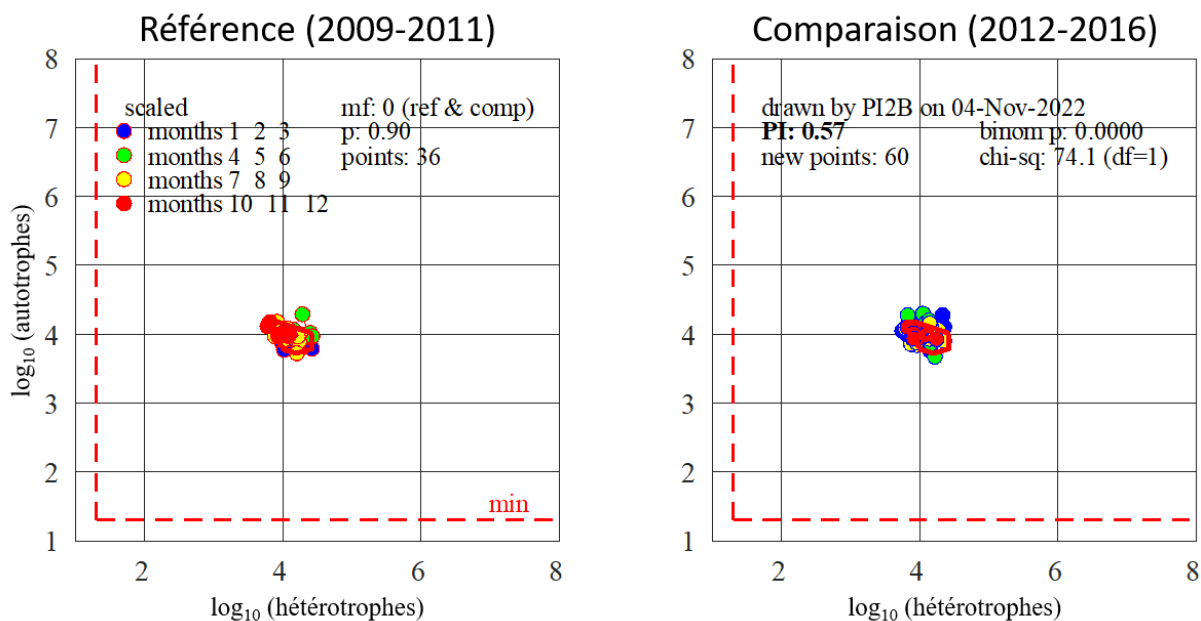 Référence (2009-2011)
Comparaison (2012-2016)
8
7
6
5
4
3
2
1
log10 (autotrophes)
scaled
mf: 0 (ref & comp)
months 1 2 3
p: 0.90
months 4 5 6
points: 36
months 7 8 9
months 10 11 12
min
2
4
6
8
log10 (hétérotrophes)
8
7
6
5
4
3
2
1
drawn by PI2B on 04-Nov-2022
PI: 0.57
binom p: 0.0000
new points: 60
chi-sq: 74.1 (df=1)
2
4
6
8
log10 (hétérotrophes)